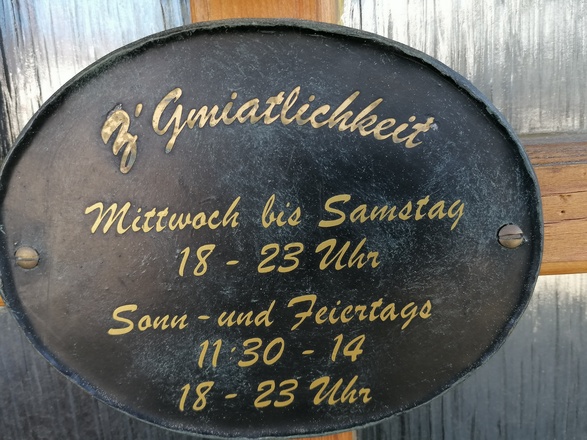 Z' Gmiatlichkeit
Mittwoch bis Samstag
18 - 23 Uhr
Sonn - und Feiertags
11·30 - 14
18 - 23 Uhr